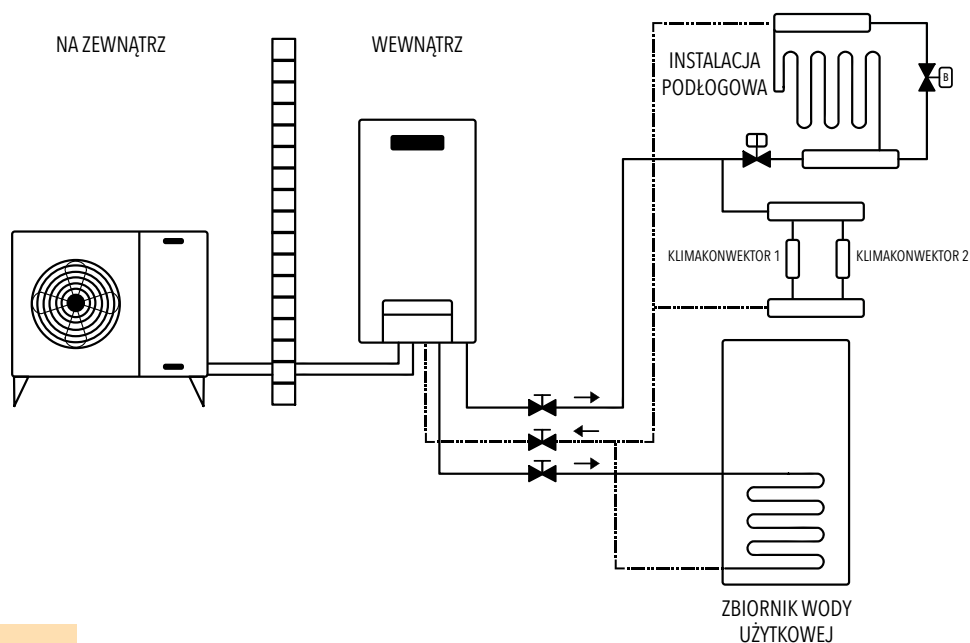 NA ZEWNĄTRZ
WEWNĄTRZ
INSTALACJA
PODŁOGOWA
B
KLIMAKONWEKTOR 1
KLIMAKONWEKTOR 2
ZBIORNIK WODY
UŻYTKOWEJ